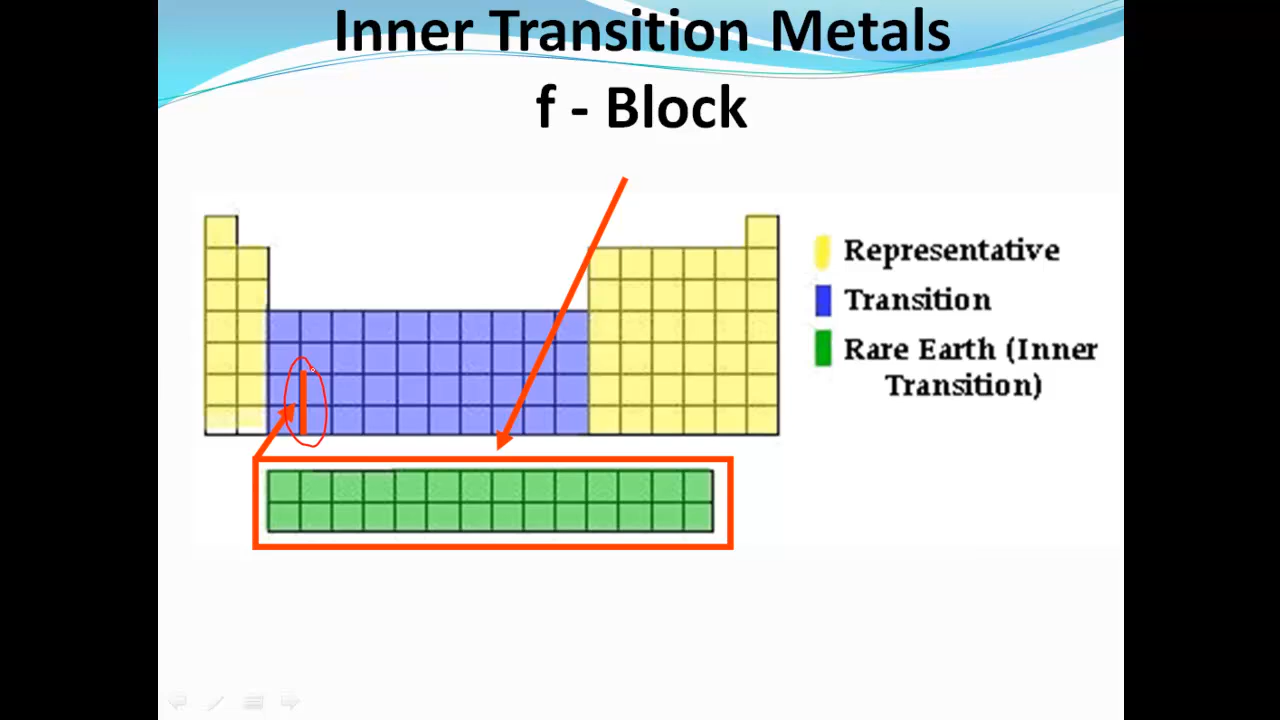 Inner Transition Metals
f - Block
Representative
Transition
Rare Earth (Inner
Transition)